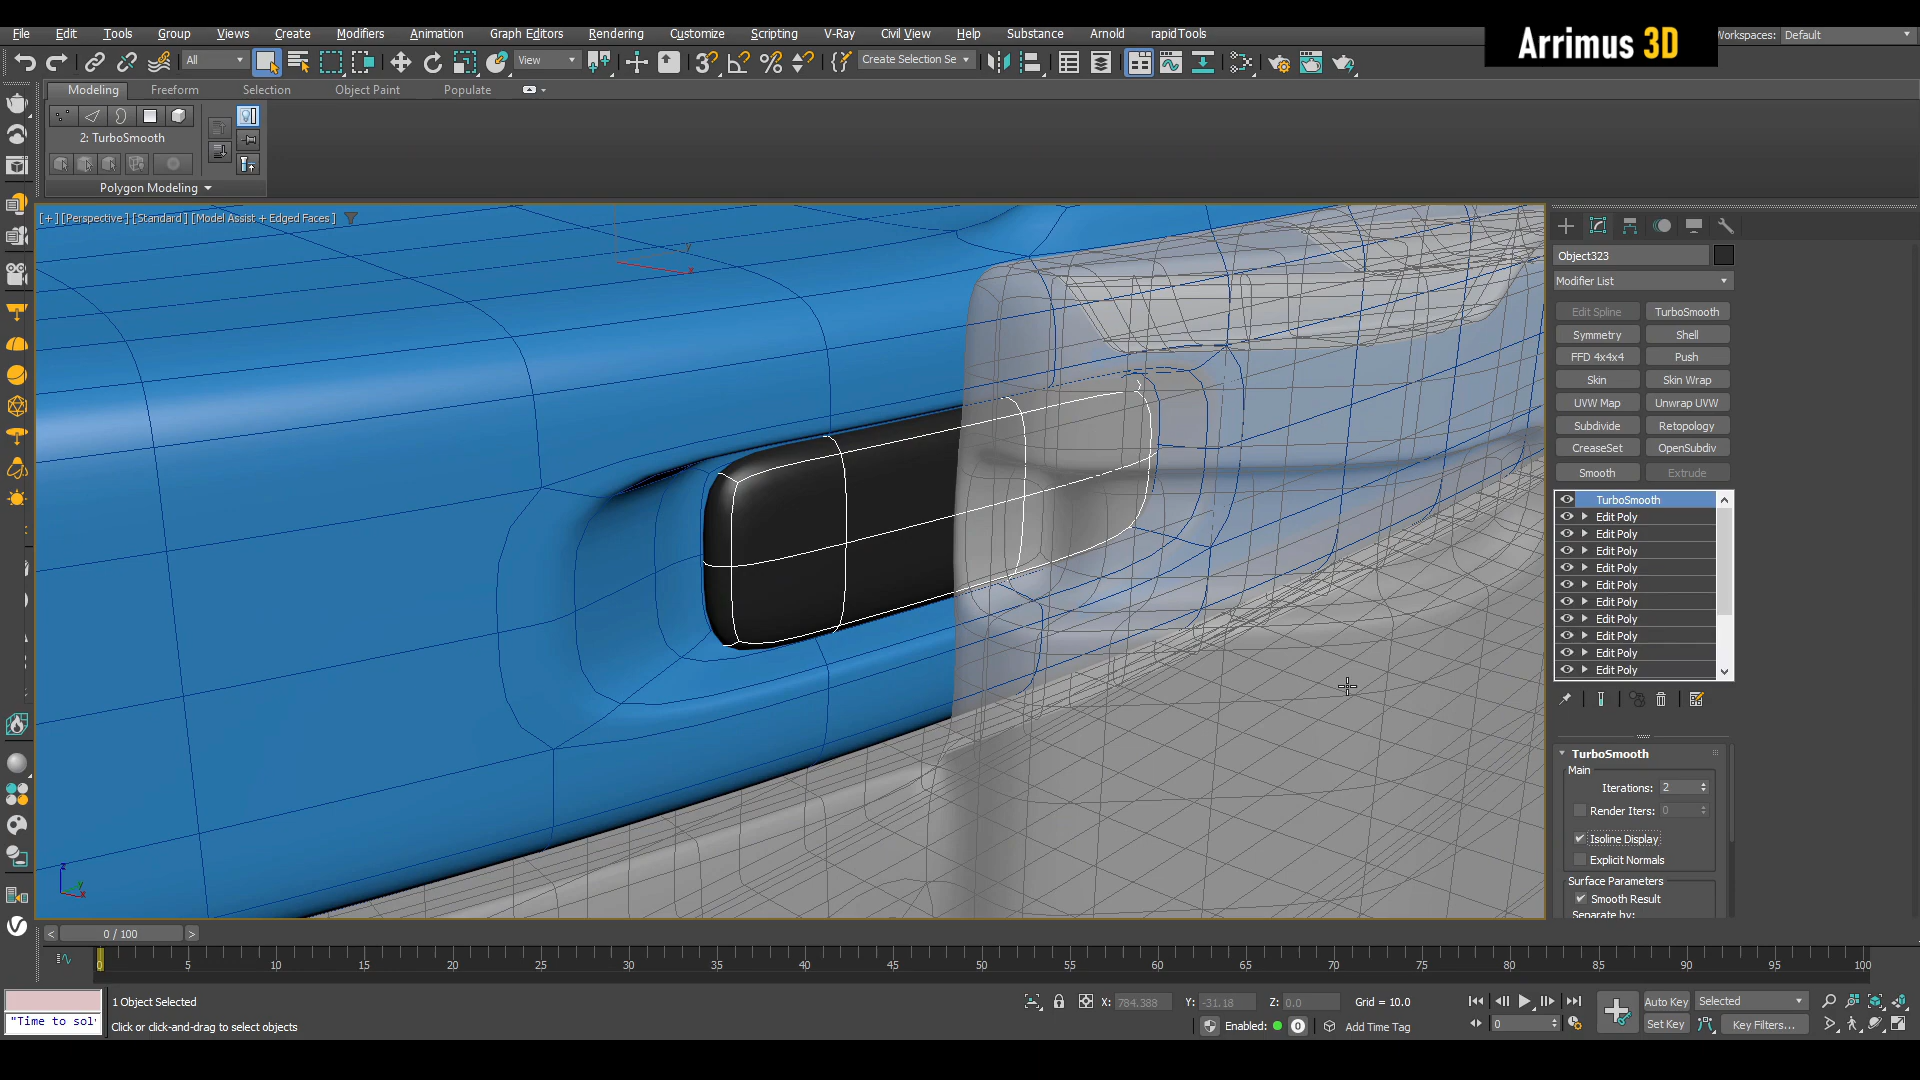 File Edit Tools Group Views Create Modifiers Animation Graph Editors Rendering Customize Scripting V-Ray Civil View Help Substance Arnold rapidTools
Arrimus 3D
Workspaces: Default
All View Create Selection Se
Modeling Freeform Selection Object Paint Populate
2: TurboSmooth
Polygon Modeling
[+] [Perspective] [Standard] [Model Assist + Edged Faces]
Object323
Modifier List
Edit Spline TurboSmooth
Symmetry Shell
FFD 4x4x4 Push
Skin Skin Wrap
UVW Map Unwrap UVW
Subdivide Retopology
CreaseSet OpenSubdiv
Smooth Extrude
TurboSmooth
Edit Poly
Edit Poly
Edit Poly
Edit Poly
Edit Poly
Edit Poly
Edit Poly
Edit Poly
Edit Poly
Edit Poly
TurboSmooth
Main
Iterations: 2
Render Iters: 0
Isoline Display
Explicit Normals
Surface Parameters
Smooth Result
Separate by:
y
x
z
y
x
< 0 / 100 >
0 5 10 15 20 25 30 35 40 45 50 55 60 65 70 75 80 85 90 95 100
1 Object Selected
X: 784.388 Y: -31.18 Z: 0.0 Grid = 10.0
Auto Key Selected
"Time to sol
Click or click-and-drag to select objects
Enabled: 0 Add Time Tag
0
Set Key Key Filters...